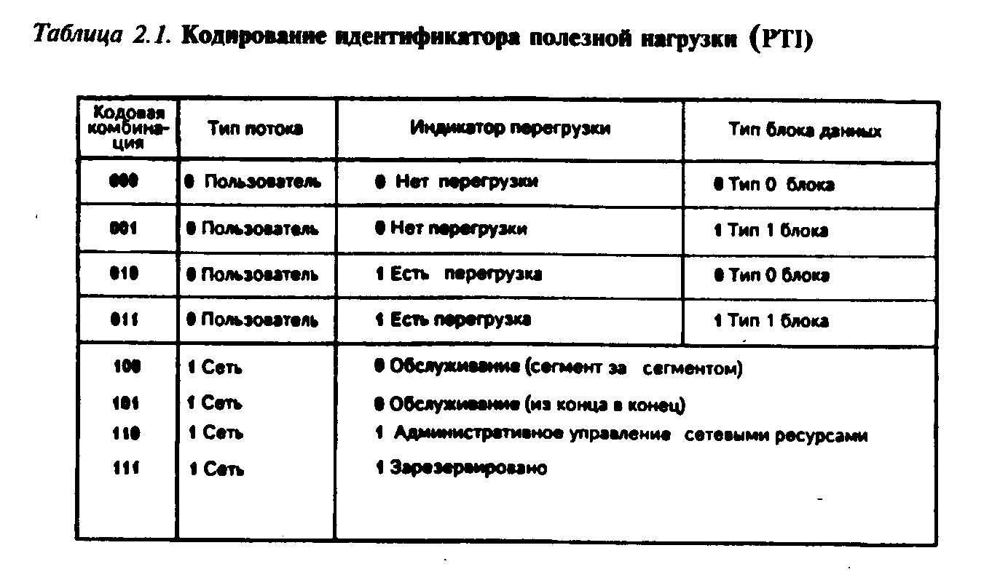 Таблица 2.1. Кодирование идентификатора полезной нагрузки (PTI)
Кодовая комбина-ция Тип потока Индикатор перегрузки Тип блока данных
000 0 Пользователь 0 Нет перегрузки 0 Тип 0 блока
001 0 Пользователь 0 Нет перегрузки 1 Тип 1 блока
010 0 Пользователь 1 Есть перегрузка 0 Тип 0 блока
011 0 Пользователь 1 Есть перегрузка 1 Тип 1 блока
100 1 Сеть 0 Обслуживание (сегмент за сегментом)
101 1 Сеть 0 Обслуживание (из конца в конец)
110 1 Сеть 1 Административное управление сетевыми ресурсами
111 1 Сеть 1 Зарезервировано